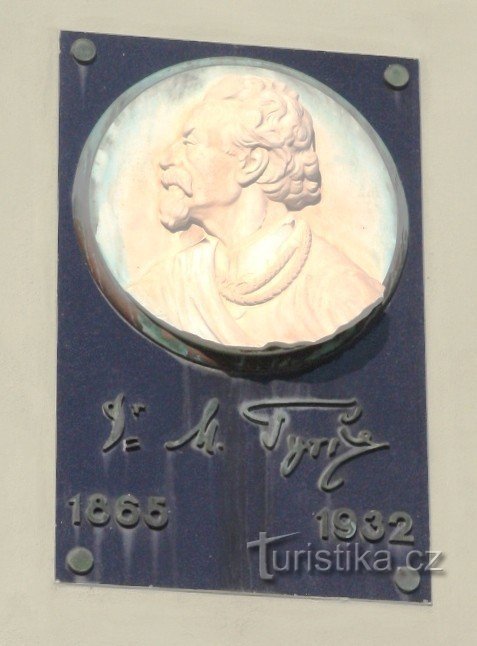 Dr M. Tyrš
1865 1932
Turistika.cz